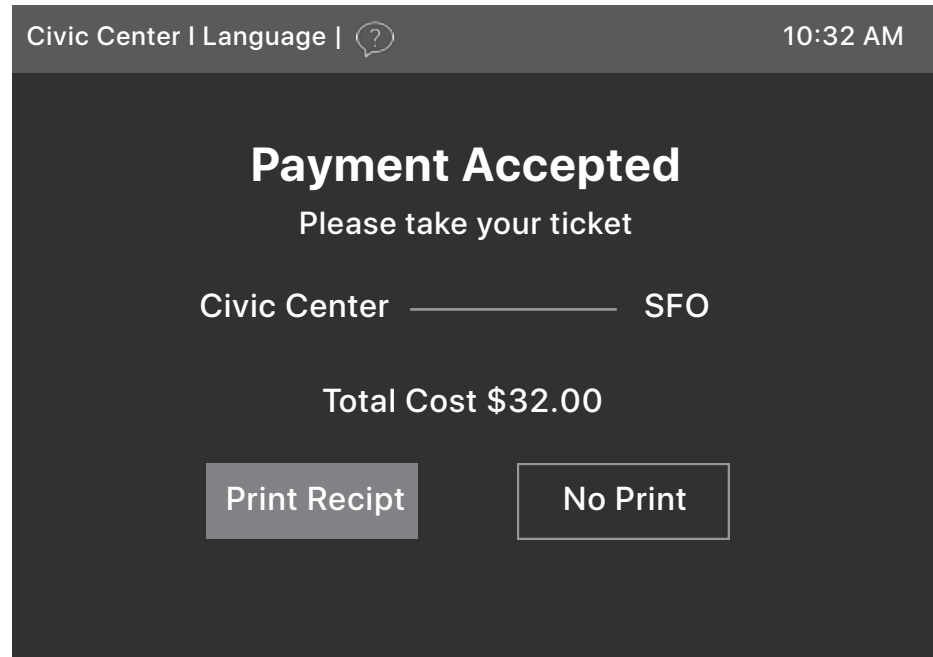 Civic Center I Language | ?
10:32 AM
Payment Accepted
Please take your ticket
Civic Center SFO
Total Cost $32.00
Print Recipt
No Print